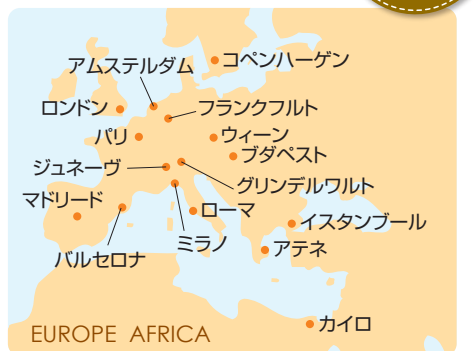 コペンハーゲン
アムステルダム
ロンドン
フランクフルト
パリ
ウィーン
ブダペスト
ジュネーヴ
グリンデルワルト
マドリード
ローマ
イスタンブール
ミラノ
アテネ
バルセロナ
カイロ
EUROPE AFRICA